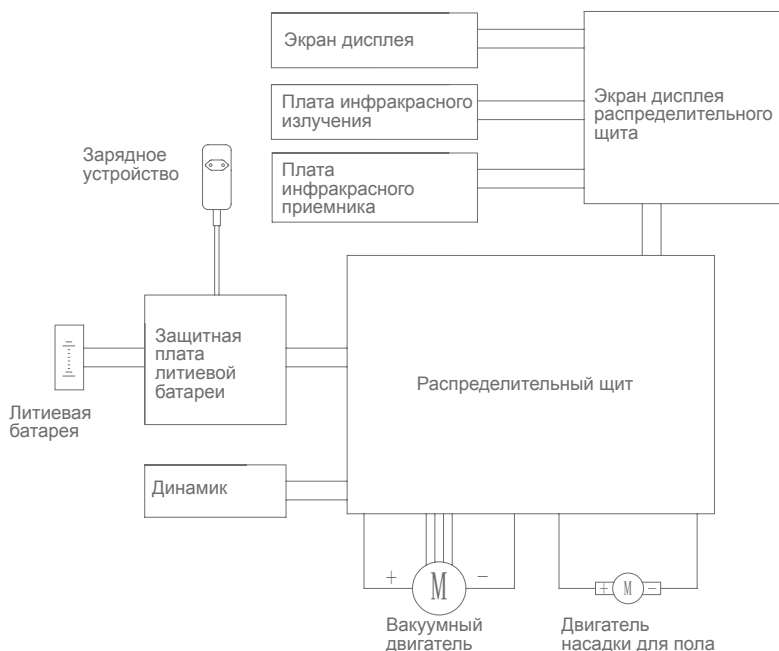 Экран дисплея
Плата инфракрасного
излучения
Плата
инфракрасного
приемника
Экран дисплея
распределительного
щита
Зарядное
устройство
Защитная
плата
литиевой
батареи
Литиевая
батарея
Распределительный щит
Динамик
+ M -
Вакуумный
двигатель
+ M -
Двигатель
насадки для пола